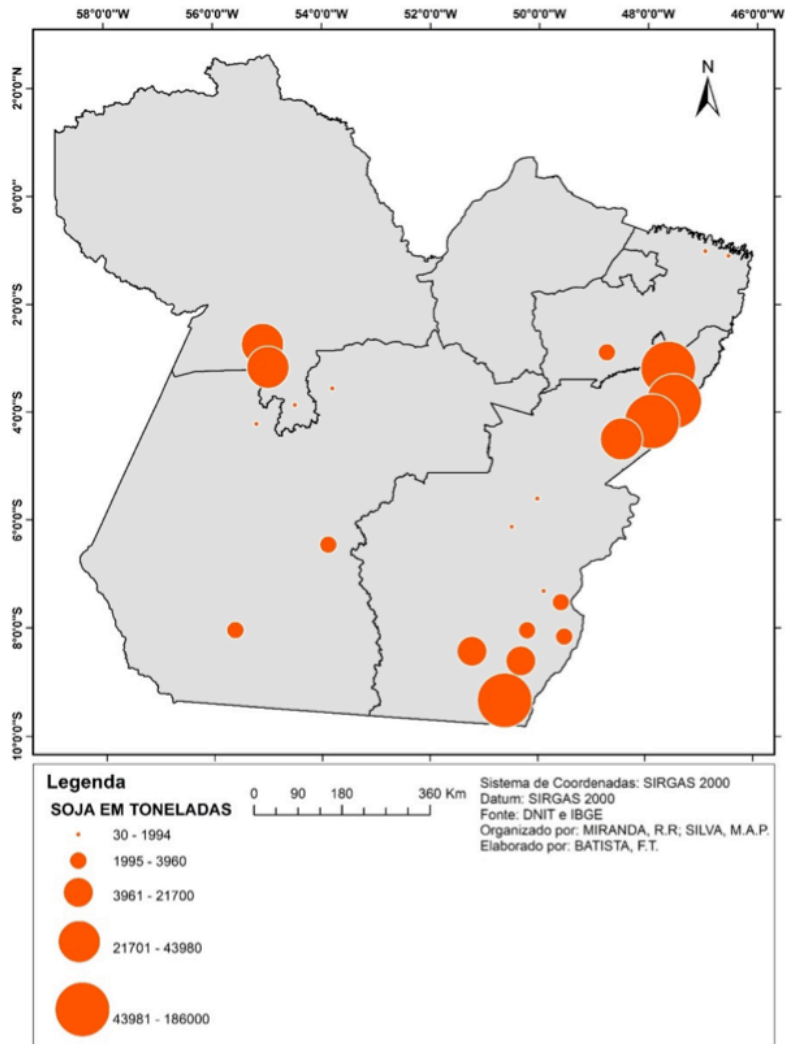 58°0'0"W 56°0'0"W 54°0'0"W 52°0'0"W 50°0'0"W 48°0'0"W 46°0'0"W
N
2°0'0"N
0°0'0"
2°0'0"S
4°0'0"S
6°0'0"S
8°0'0"S
10°0'0"S
Legenda
SOJA EM TONELADAS
30 - 1994
1995 - 3960
3961 - 21700
21701 - 43980
43981 - 186000
0 90 180 360 Km
Sistema de Coordenadas: SIRGAS 2000
Datum: SIRGAS 2000
Fonte: DNIT e IBGE
Organizado por: MIRANDA, R.R; SILVA, M.A.P.
Elaborado por: BATISTA, F.T.